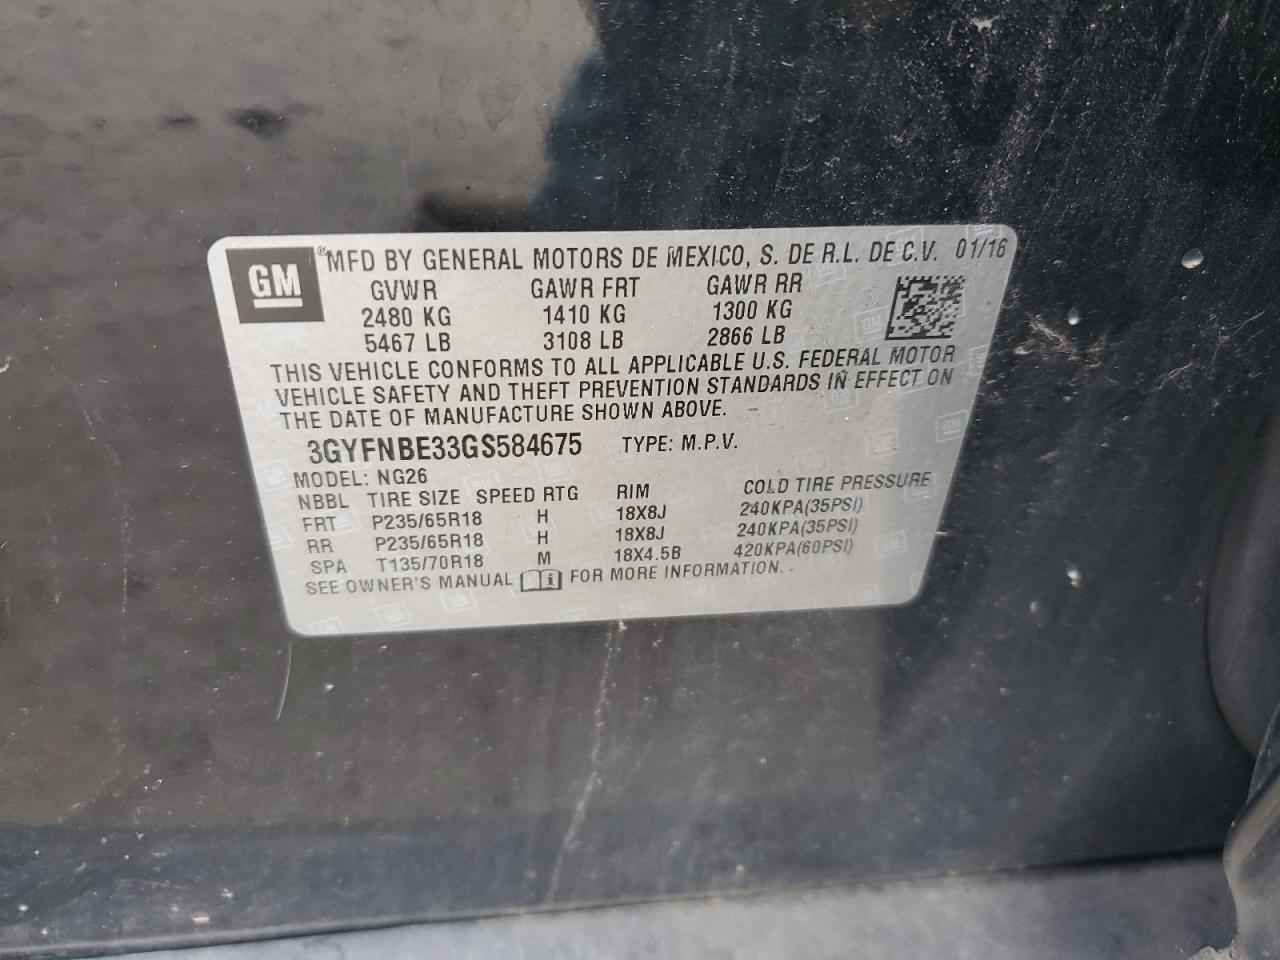 GM ® MFD BY GENERAL MOTORS DE MEXICO, S. DE R.L. DE C.V. 01/16
GVWR GAWR FRT GAWR RR
2480 KG 1410 KG 1300 KG
5467 LB 3108 LB 2866 LB
THIS VEHICLE CONFORMS TO ALL APPLICABLE U.S. FEDERAL MOTOR
VEHICLE SAFETY AND THEFT PREVENTION STANDARDS IN EFFECT ON
THE DATE OF MANUFACTURE SHOWN ABOVE.
3GYFNBE33GS584675 TYPE: M.P.V.
MODEL: NG26
NBBL TIRE SIZE SPEED RTG RIM COLD TIRE PRESSURE
FRT P235/65R18 H 18X8J 240KPA(35PSI)
RR P235/65R18 H 18X8J 240KPA(35PSI)
SPA T135/70R18 M 18X4.5B 420KPA(60PSI)
SEE OWNER'S MANUAL i FOR MORE INFORMATION.